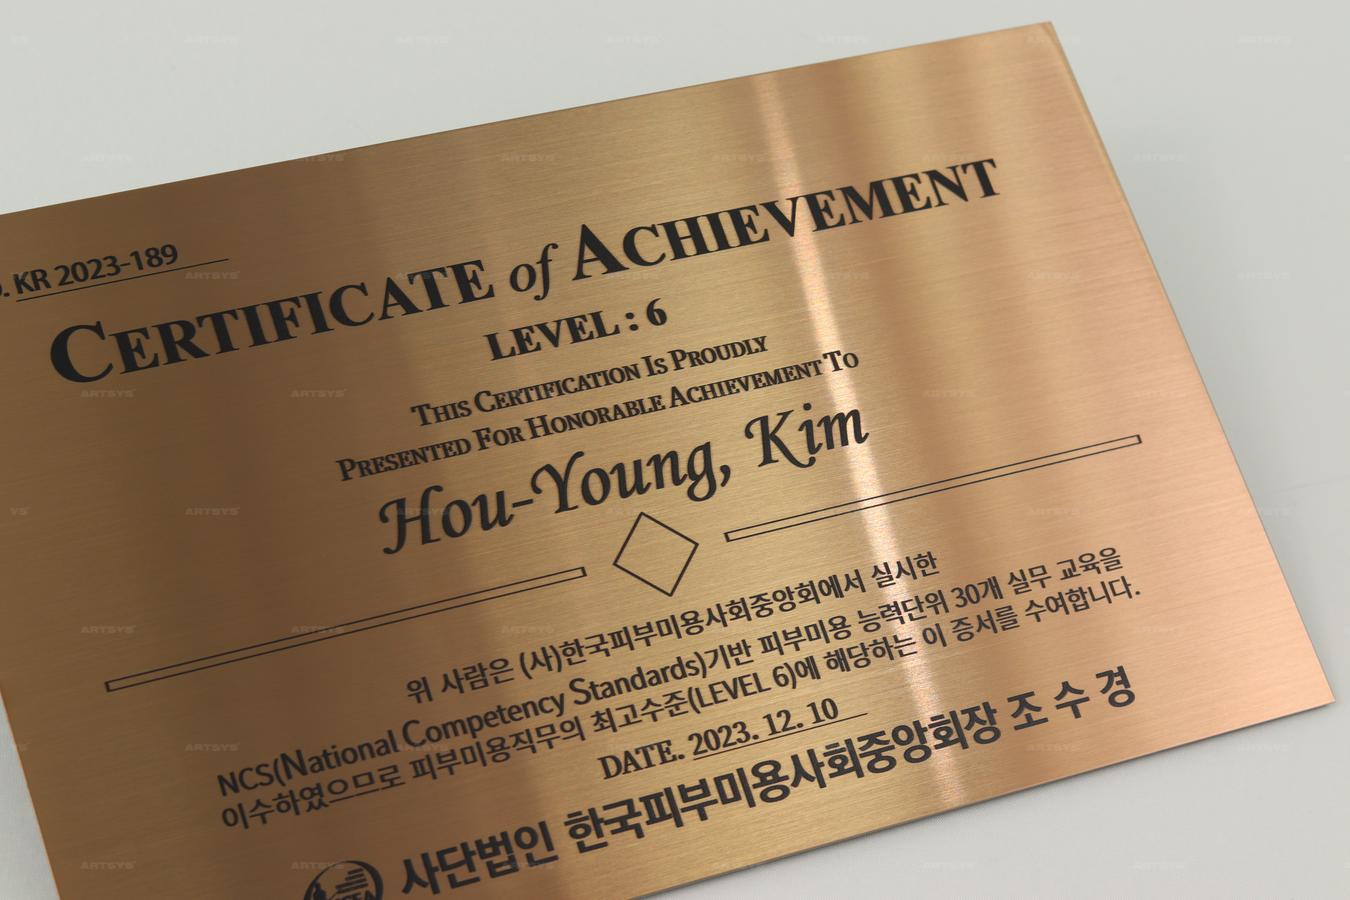 . KR 2023-189
CERTIFICATE of ACHIEVEMENT
LEVEL : 6
THIS CERTIFICATION IS PROUDLY
PRESENTED FOR HONORABLE ACHIEVEMENT TO
Hou-Young, Kim
위 사람은 (사)한국피부미용사회중앙회에서 실시한
NCS(National Competency Standards)기반 피부미용 능력단위 30개 실무 교육을
이수하였으므로 피부미용직무의 최고수준(LEVEL 6)에 해당하는 이 증서를 수여합니다.
DATE. 2023. 12. 10
사단법인 한국피부미용사회중앙회장 조 수 경
ARTSYS